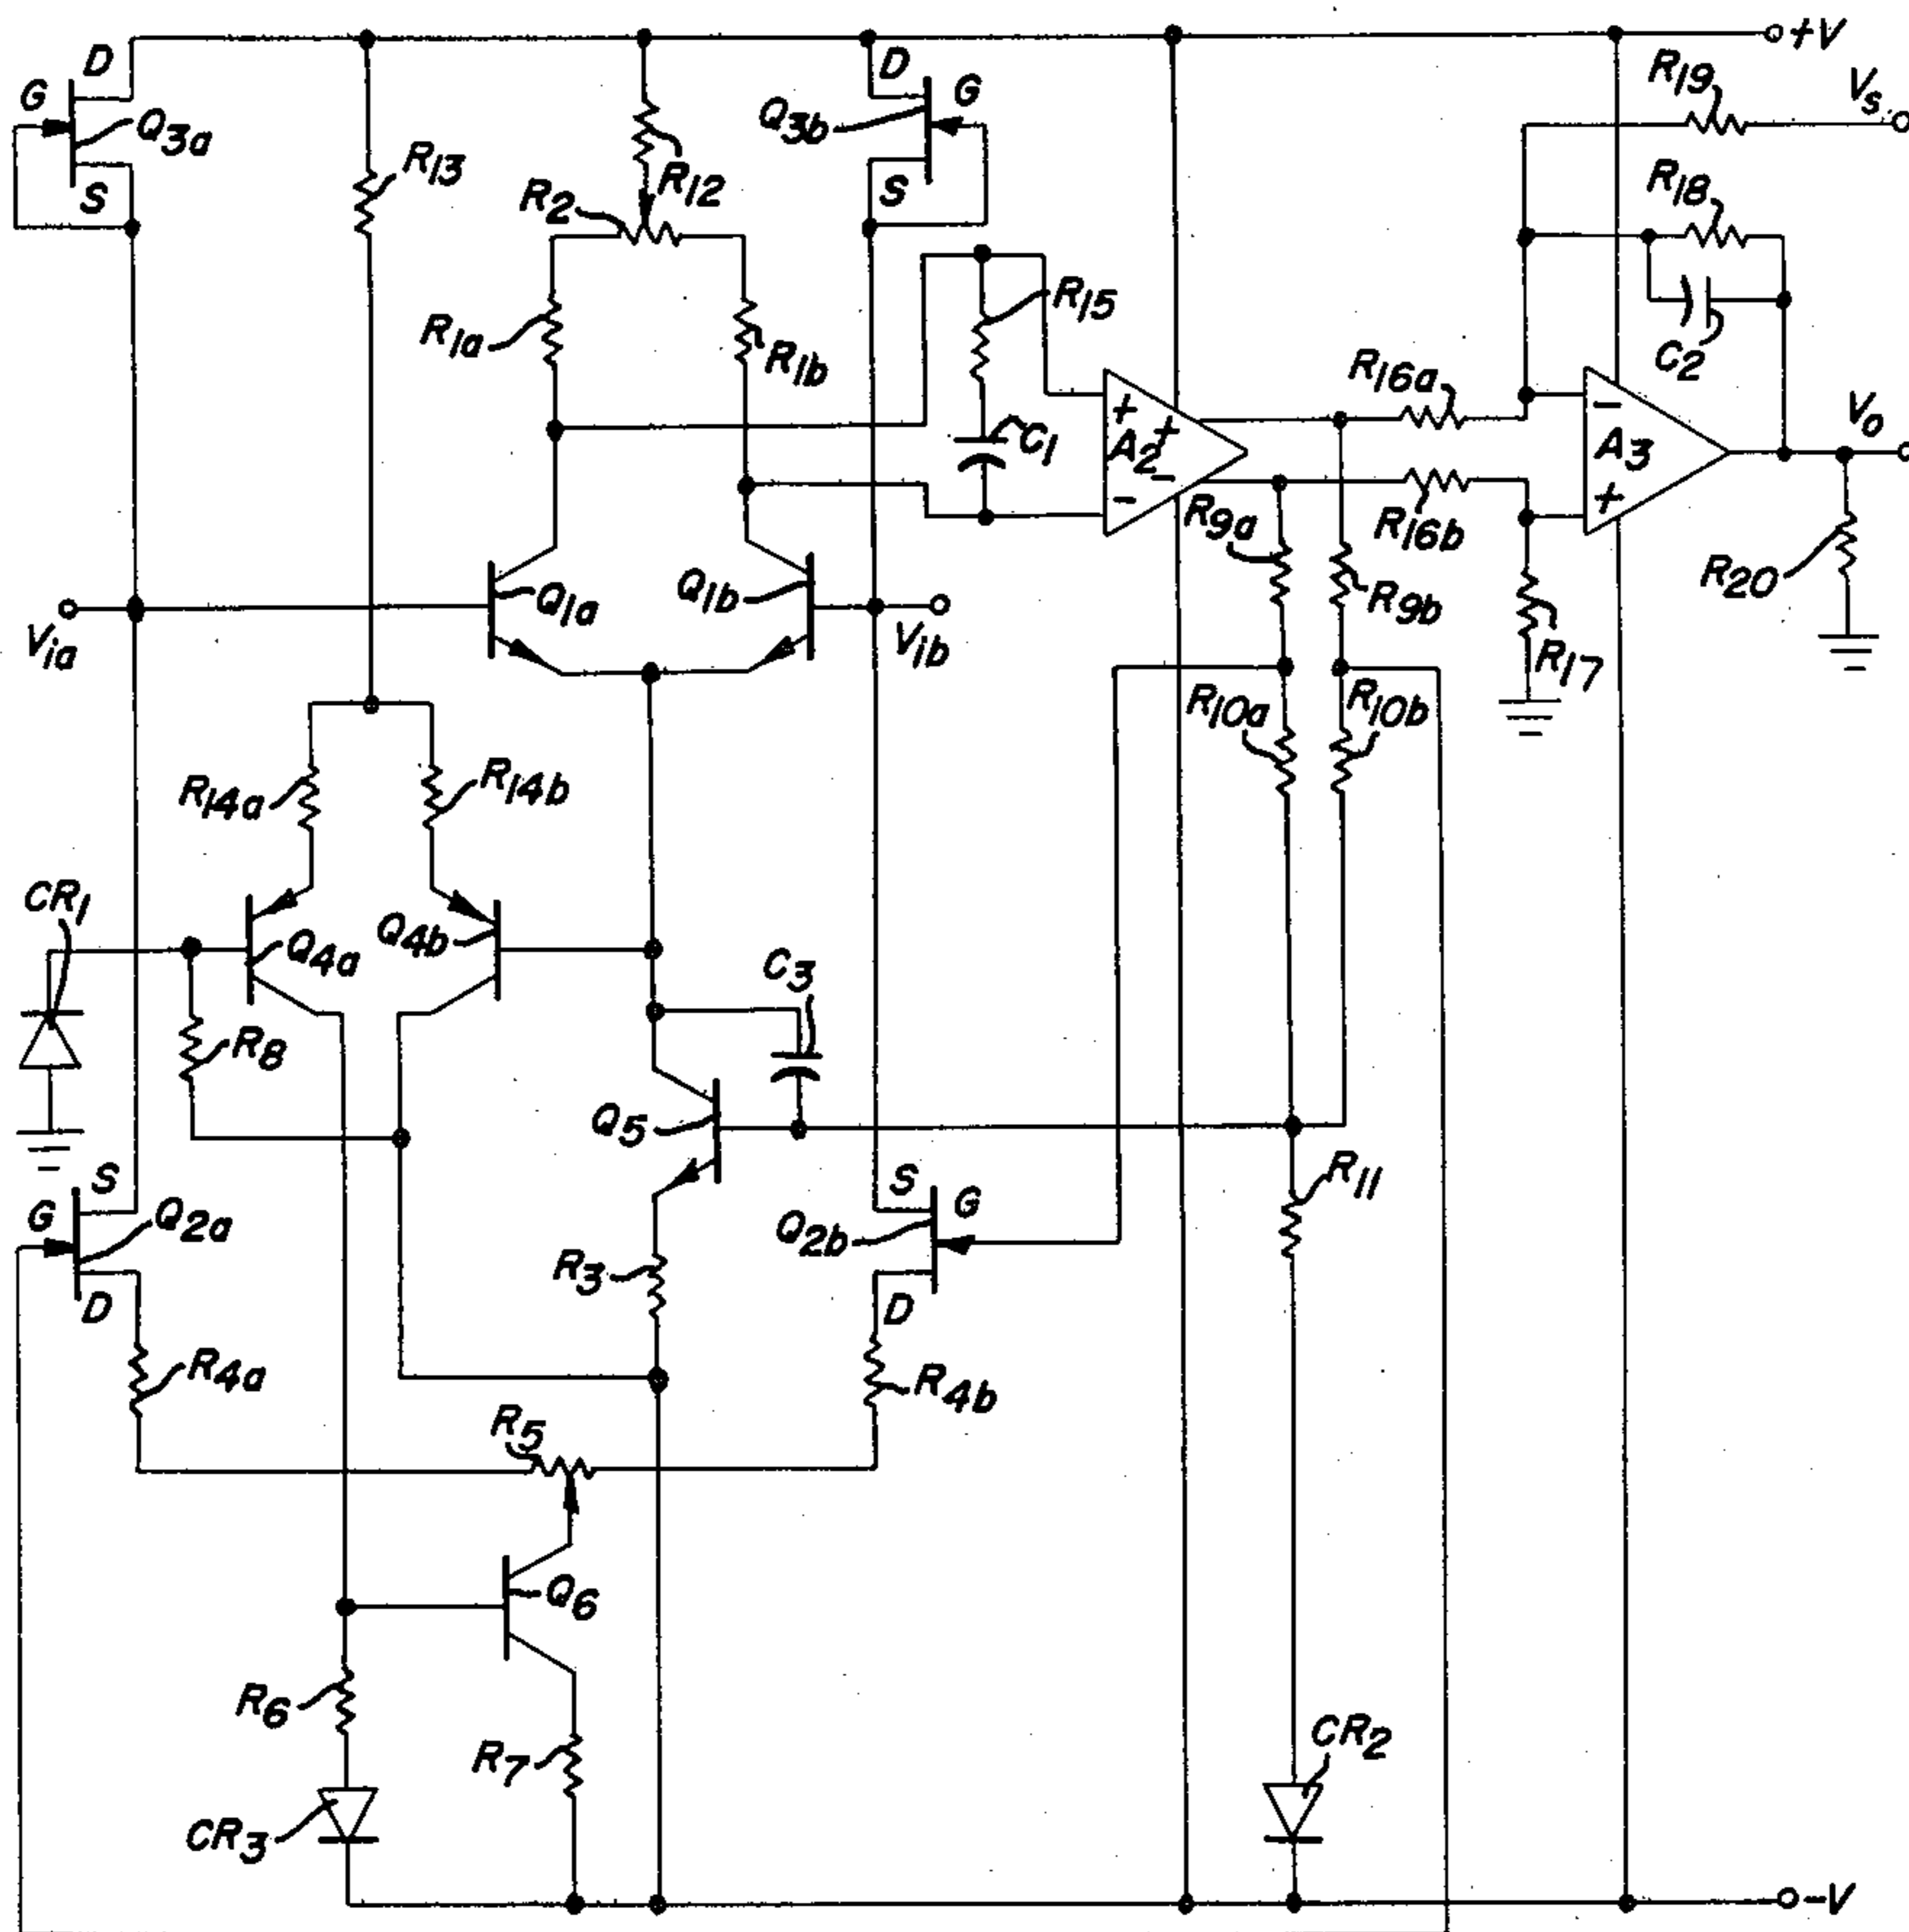 +V
R19
VS
D
G
Q3a
S
D
G
Q3b
S
R13
R12
R2
R18
R15
C2
R1a
R1b
R16a
+
+
A2
-
-
C1
-
A3
+
VO
R9a
R16b
R9b
R20
Q1a
Q1b
Via
Vib
R17
R10a
R10b
R14a
R14b
CR1
Q4a
Q4b
C3
R8
Q5
R11
S
G
Q2a
D
S
G
Q2b
D
R3
R4a
R4b
R5
Q6
R6
R7
CR2
CR3
-V